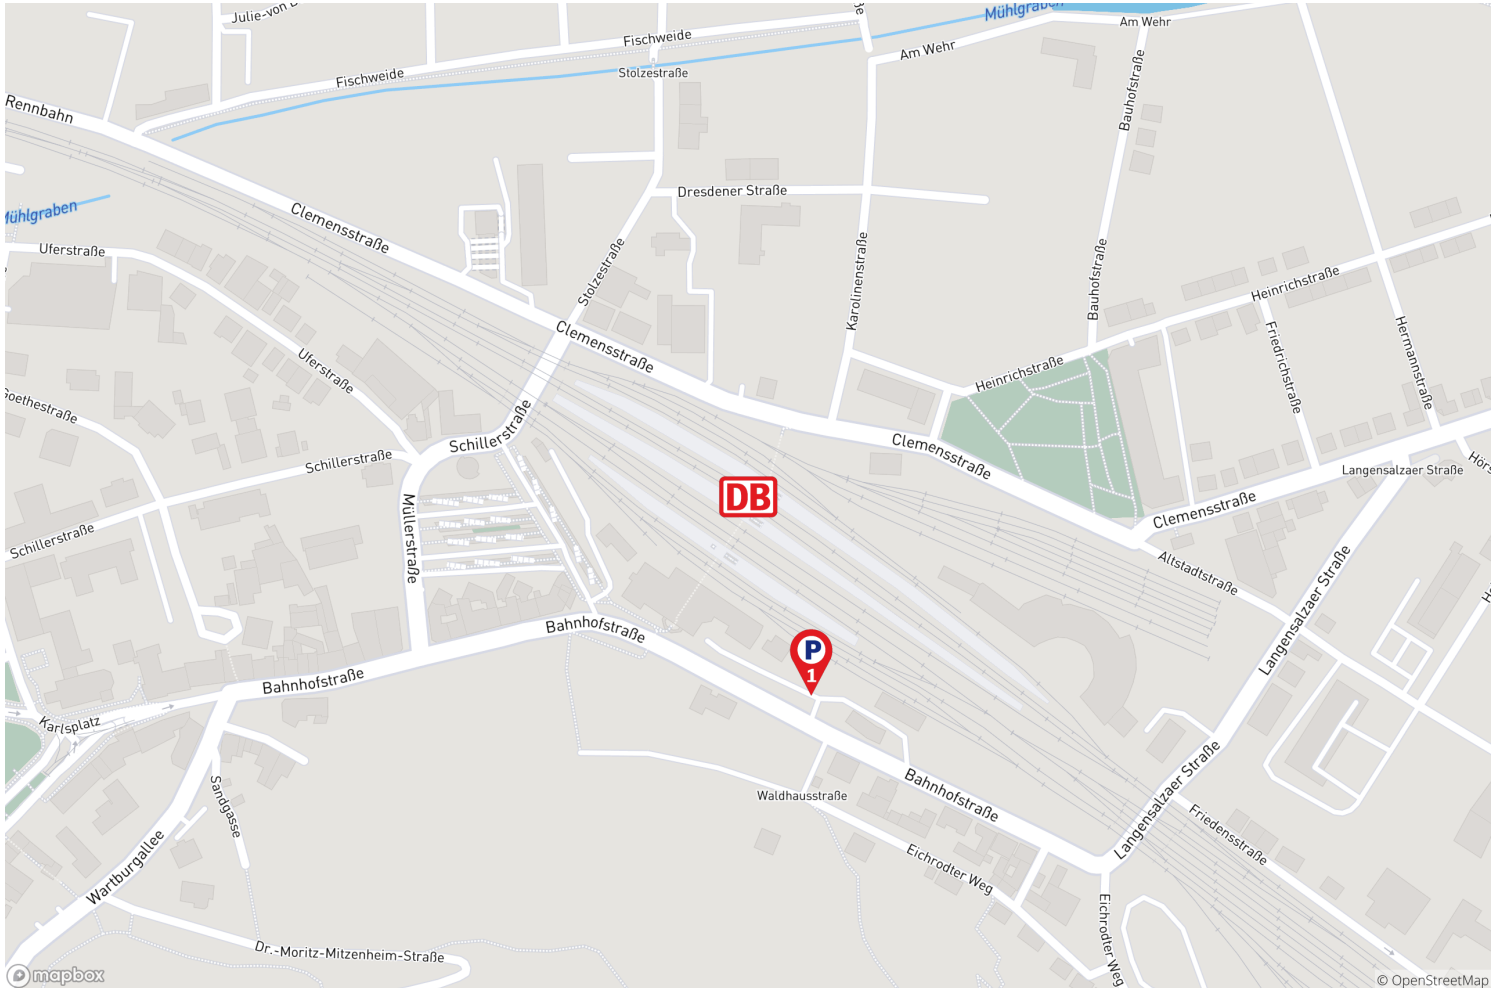 Julie-von
Mühlgraben
Am Wehr
Fischweide
Am Wehr
Stolzestraße
Fischweide
Rennbahn
Bauhofstraße
Dresdener Straße
Mühlgraben
Clemensstraße
Uferstraße
Stolzestraße
Karolinenstraße
Bauhofstraße
Heinrichstraße
Clemensstraße
Uferstraße
Friedrichstraße
Hermannstraße
Heinrichstraße
Goethestraße
Schillerstraße
Clemensstraße
Schillerstraße
Langensalzaer Straße
DB
Clemensstraße
Müllerstraße
Schillerstraße
Altstadtstraße
Langensalzaer Straße
Bahnhofstraße
P
1
Bahnhofstraße
Karlsplatz
Langensalzaer Straße
Sandgasse
Waldhausstraße
Bahnhofstraße
Friedensstraße
Wartburgallee
Eichrodter Weg
Eichrodter Weg
Dr.-Moritz-Mitzenheim-Straße
mapbox
© OpenStreetMap